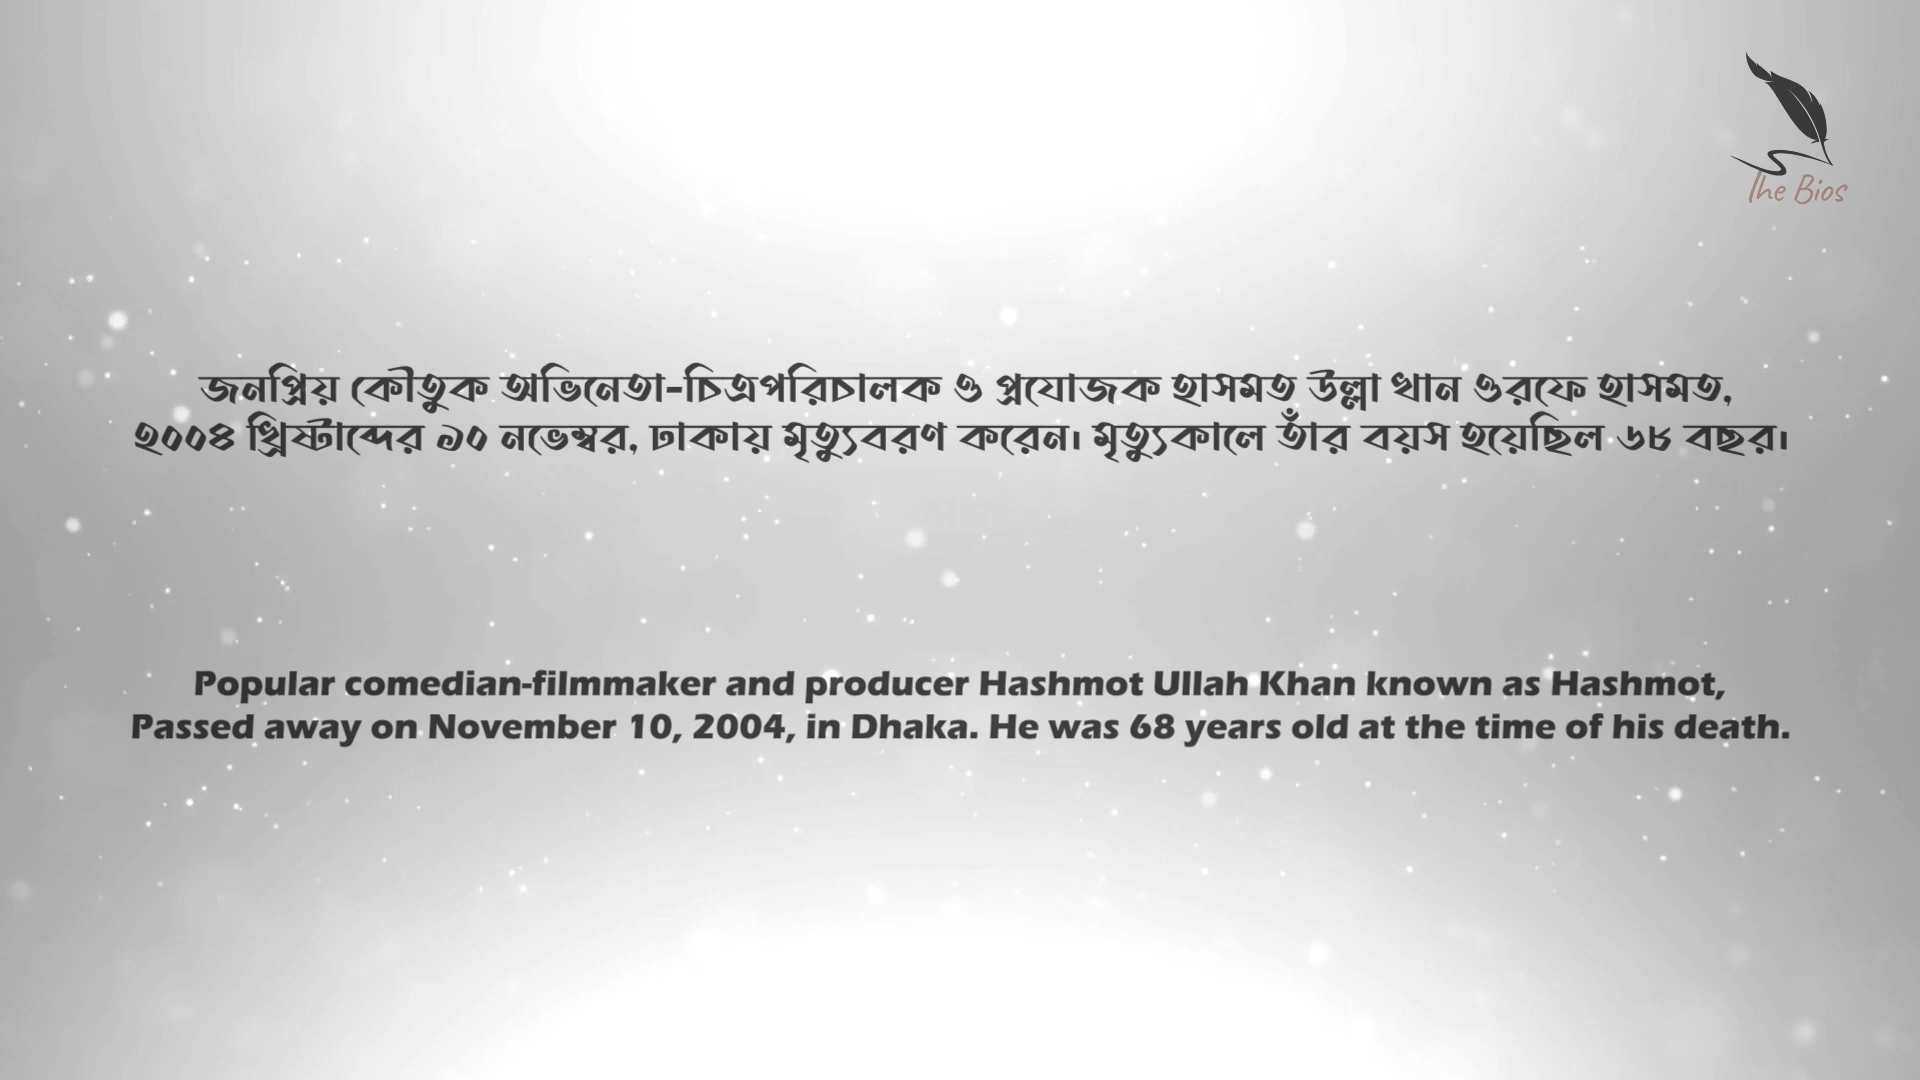 The Bios
জনপ্রিয় কৌতুক অভিনেতা-চিত্রপরিচালক ও প্রযোজক হাসমত উল্লা খান ওরফে হাসমত,
২০০৪ খ্রিষ্টাব্দের ১০ নভেম্বর, ঢাকায় মৃত্যুবরণ করেন। মৃত্যুকালে তাঁর বয়স হয়েছিল ৬৮ বছর।
Popular comedian-filmmaker and producer Hashmot Ullah Khan known as Hashmot,
Passed away on November 10, 2004, in Dhaka. He was 68 years old at the time of his death.